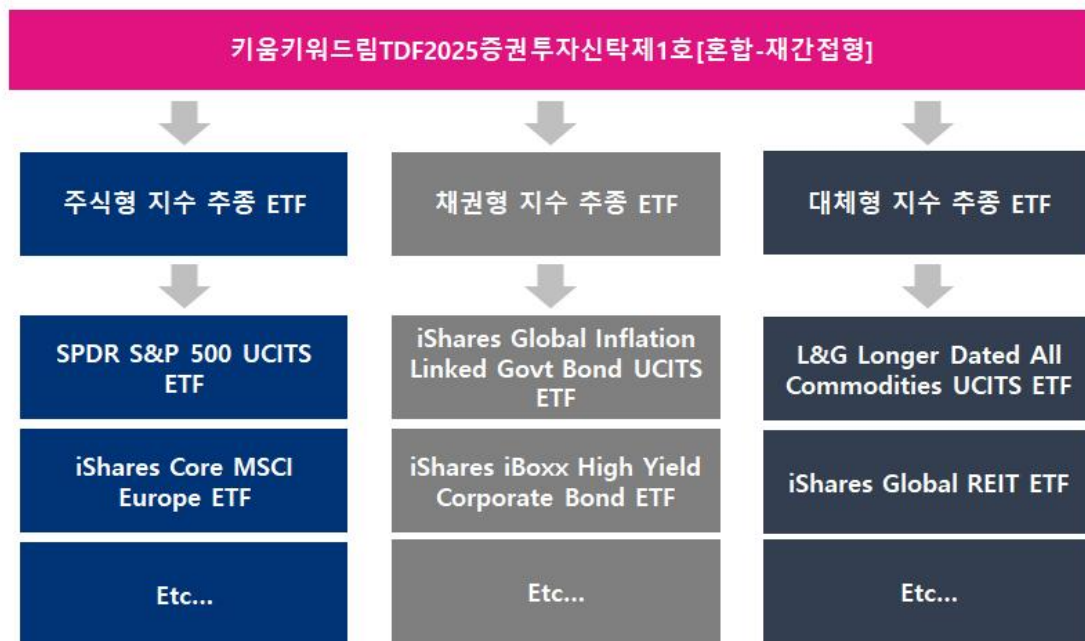 키움키워드림TDF2025증권투자신탁제1호[혼합-재간접형]
주식형 지수 추종 ETF
채권형 지수 추종 ETF
대체형 지수 추종 ETF
SPDR S&P 500 UCITS
ETF
iShares Global Inflation
Linked Govt Bond UCITS
ETF
L&G Longer Dated All
Commodities UCITS ETF
iShares Core MSCI
Europe ETF
iShares iBoxx High Yield
Corporate Bond ETF
iShares Global REIT ETF
Etc...
Etc...
Etc...